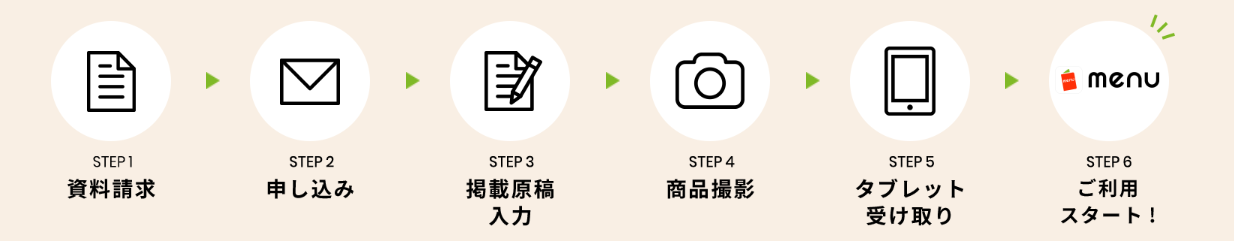 menu
STEP 1
資料請求
STEP 2
申し込み
STEP 3
掲載原稿
入力
STEP 4
商品撮影
STEP 5
タブレット
受け取り
STEP 6
ご利用
スタート！